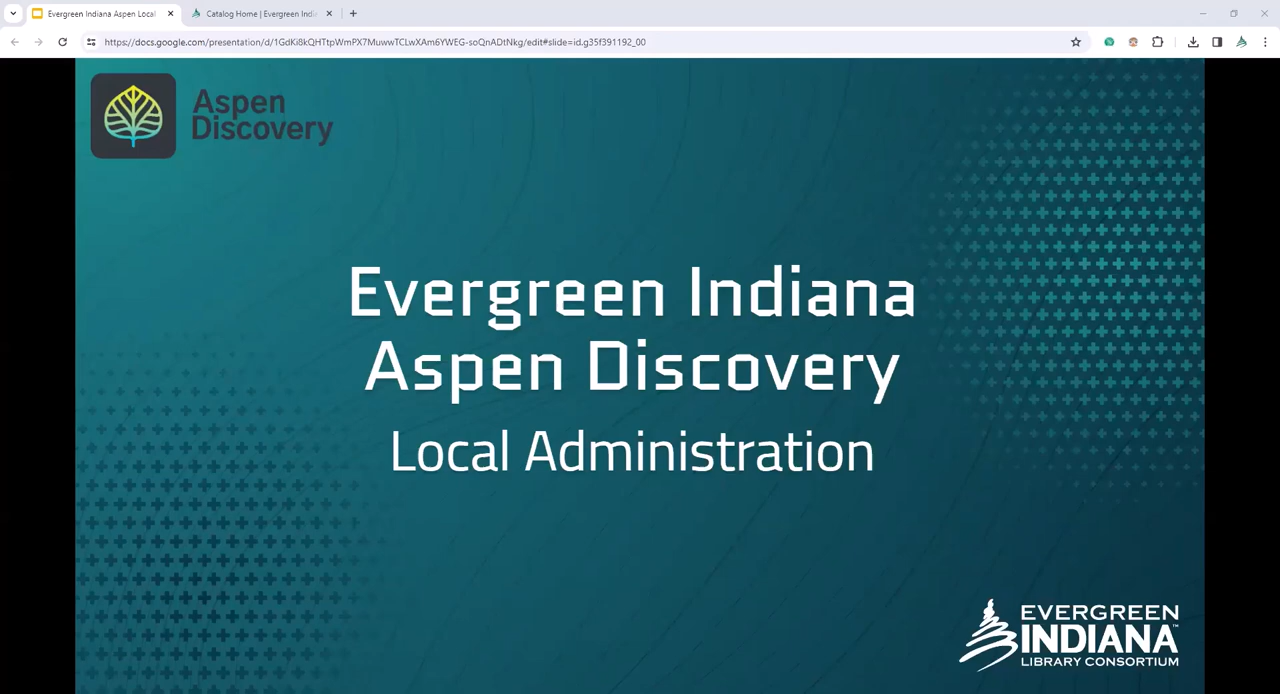 Evergreen Indiana Aspen Local
Catalog Home | Evergreen Indi
https://docs.google.com/presentation/d/1GdKi8kQHTtpWmPX7MuwwTCLwXAm6YWEG-soQnADtNkg/edit#slide=id.g35f391192_00
Aspen
Discovery
Evergreen Indiana
Aspen Discovery
Local Administration
EVERGREEN
INDIANA™
LIBRARY CONSORTIUM